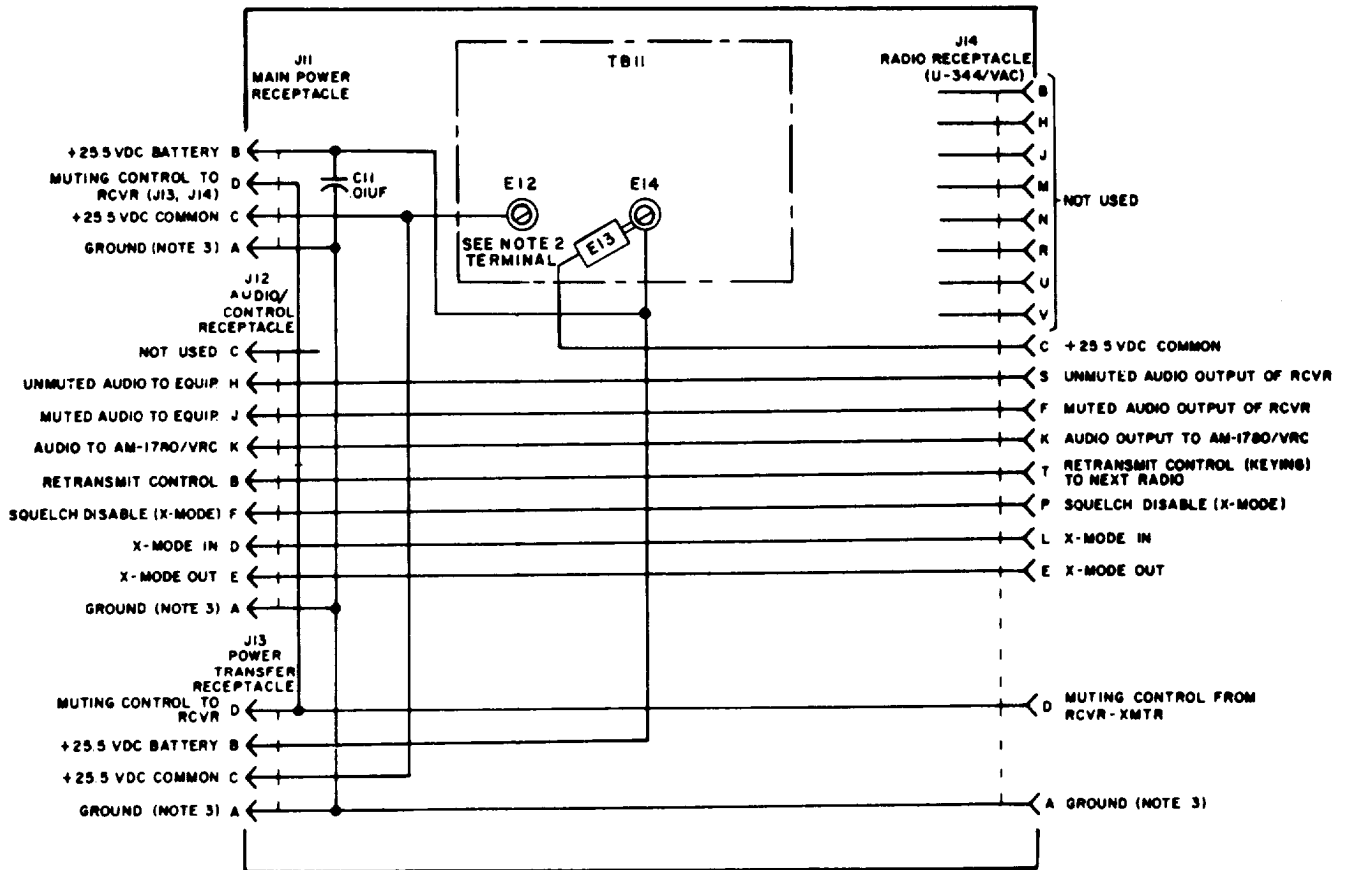 J11
MAIN POWER
RECEPTACLE
+25.5 VDC BATTERY B
MUTING CONTROL TO
RCVR (J13, J14) D
+25 5 VDC COMMON C
GROUND (NOTE 3) A
C11
.01UF
TB11
E12
E14
E13
SEE NOTE 2
TERMINAL
J14
RADIO RECEPTACLE
(U-344/VAC)
B
H
J
M
N
R
U
V
NOT USED
J12
AUDIO/
CONTROL
RECEPTACLE
NOT USED C
UNMUTED AUDIO TO EQUIP. H
MUTED AUDIO TO EQUIP. J
AUDIO TO AM-1780/VRC K
RETRANSMIT CONTROL B
SQUELCH DISABLE (X-MODE) F
X-MODE IN D
X-MODE OUT E
GROUND (NOTE 3) A
C +25 5 VDC COMMON
S UNMUTED AUDIO OUTPUT OF RCVR
F MUTED AUDIO OUTPUT OF RCVR
K AUDIO OUTPUT TO AM-1780/VRC
T RETRANSMIT CONTROL (KEYING)
TO NEXT RADIO
P SQUELCH DISABLE (X-MODE)
L X-MODE IN
E X-MODE OUT
J13
POWER
TRANSFER
RECEPTACLE
MUTING CONTROL TO
RCVR D
+25.5 VDC BATTERY B
+25.5 VDC COMMON C
GROUND (NOTE 3) A
D MUTING CONTROL FROM
RCVR-XMTR
A GROUND (NOTE 3)